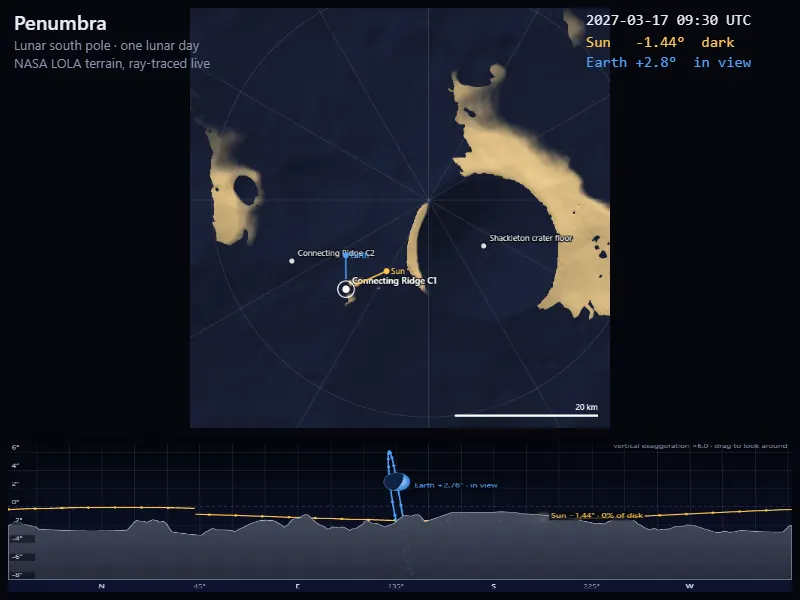 Penumbra
Lunar south pole · one lunar day
NASA LOLA terrain, ray-traced live
2027-03-17 09:30 UTC
Sun -1.44° dark
Earth +2.8° in view
Connecting Ridge C2
Earth
Sun
Connecting Ridge C1
Shackleton crater floor
20 km
vertical exaggeration ×6.0 · drag to look around
6°
4°
2°
0°
-2°
-4°
-6°
-8°
Earth +2.76° · in view
Sun -1.44° · 0% of disk
N 45° E 135° S 225° W